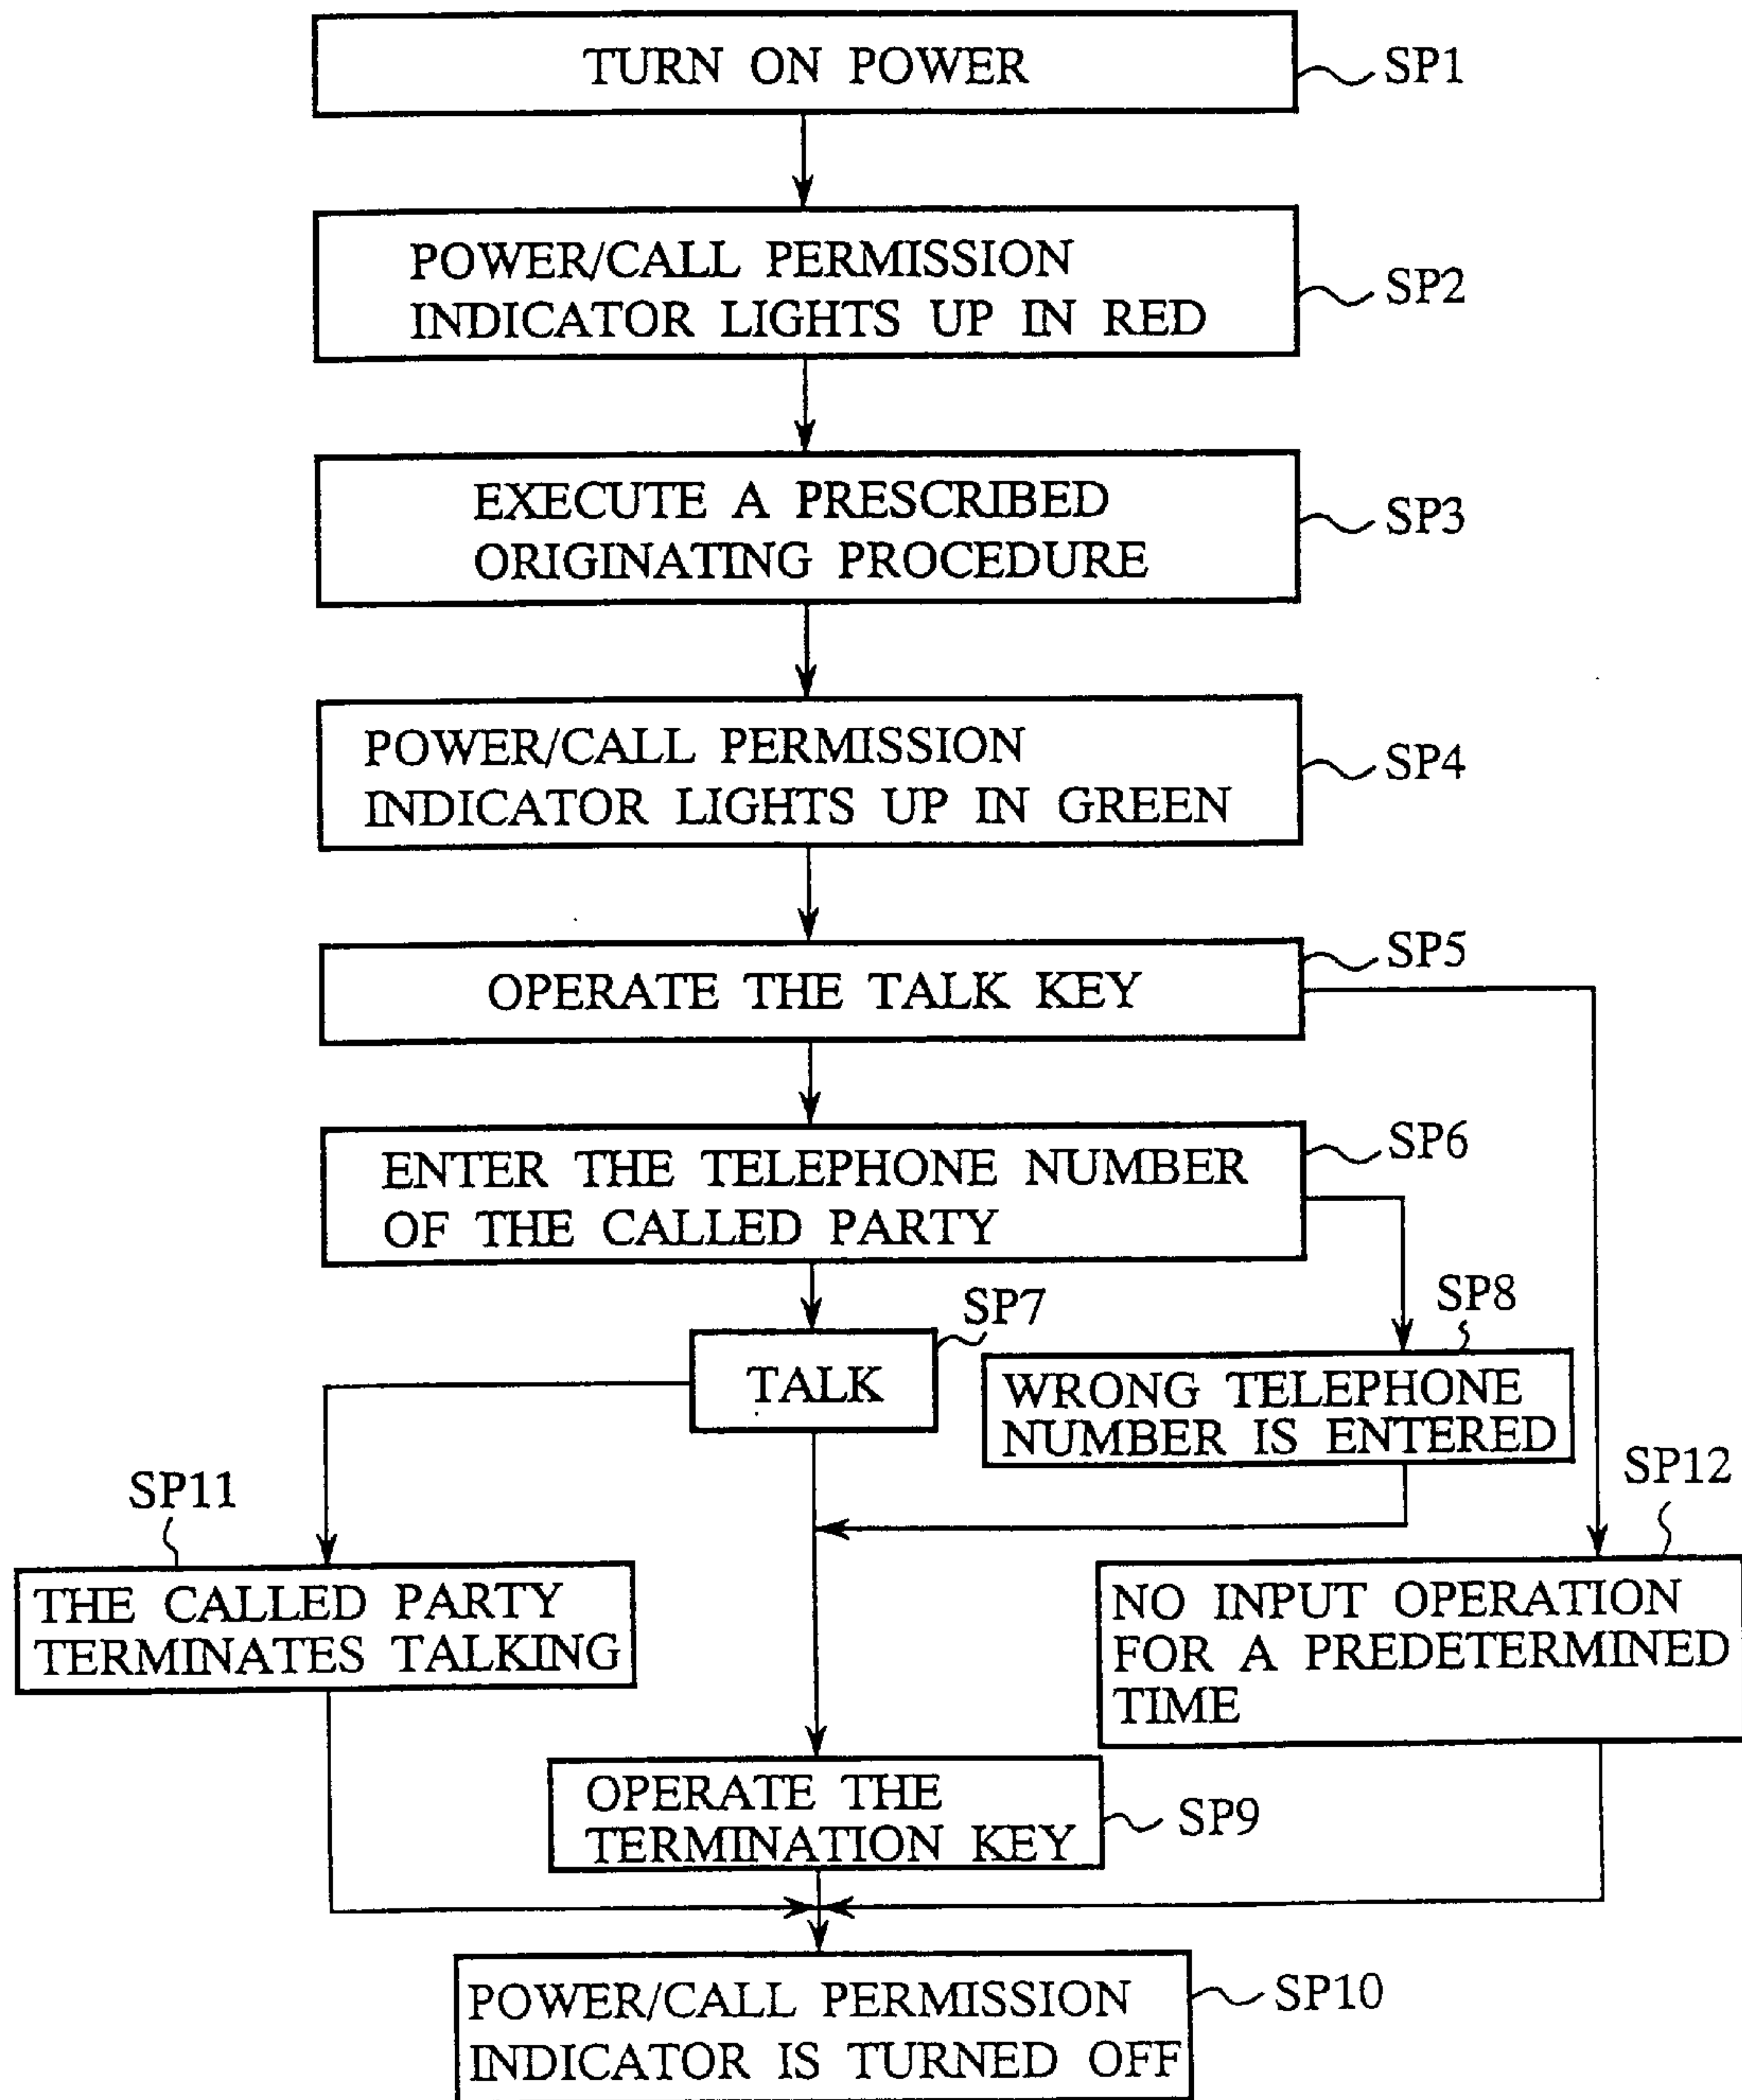 TURN ON POWER
SP1
POWER/CALL PERMISSION
INDICATOR LIGHTS UP IN RED
SP2
EXECUTE A PRESCRIBED
ORIGINATING PROCEDURE
SP3
POWER/CALL PERMISSION
INDICATOR LIGHTS UP IN GREEN
SP4
OPERATE THE TALK KEY
SP5
ENTER THE TELEPHONE NUMBER
OF THE CALLED PARTY
SP6
TALK
SP7
SP8
WRONG TELEPHONE
NUMBER IS ENTERED
SP11
THE CALLED PARTY
TERMINATES TALKING
SP12
NO INPUT OPERATION
FOR A PREDETERMINED
TIME
OPERATE THE
TERMINATION KEY
SP9
POWER/CALL PERMISSION
INDICATOR IS TURNED OFF
SP10